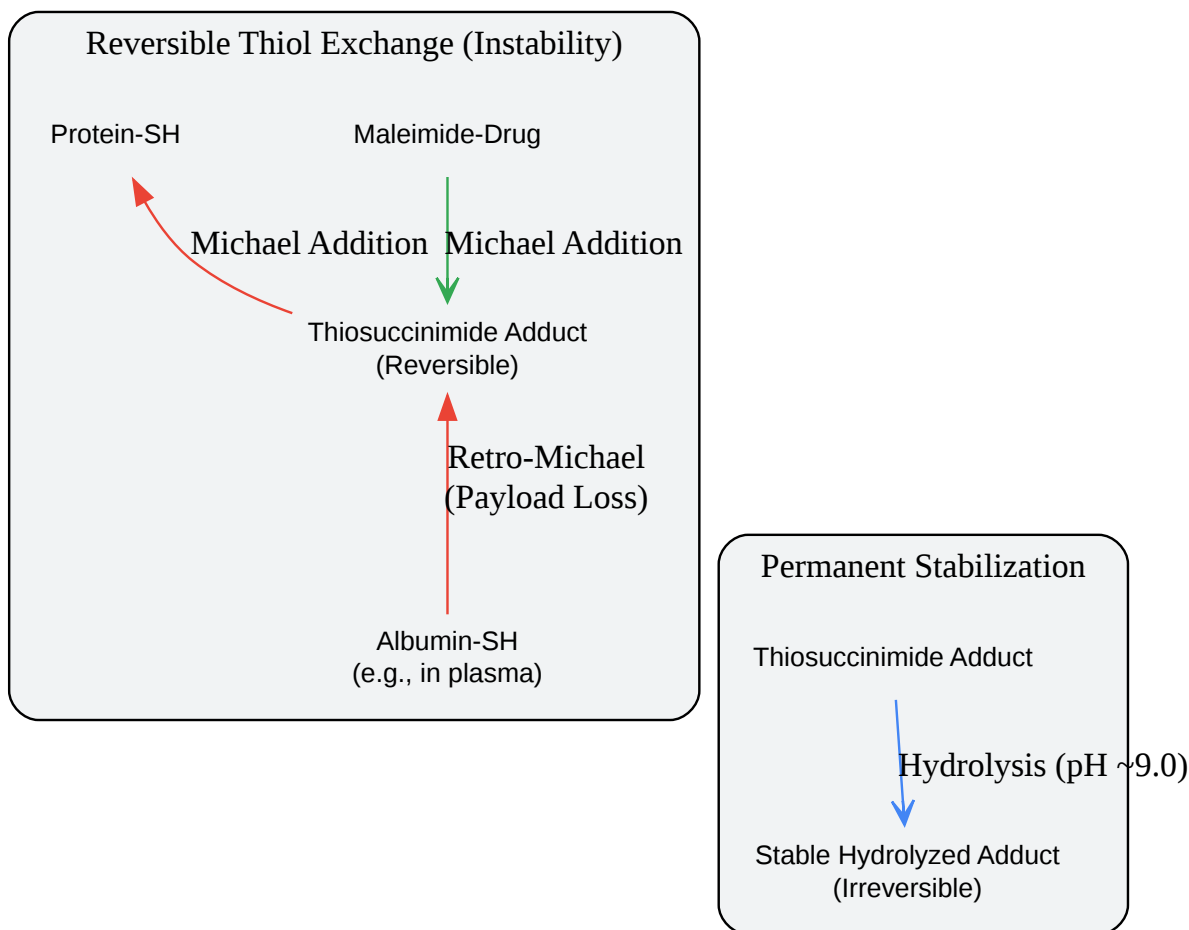 Reversible Thiol Exchange (Instability)
Protein-SH
Maleimide-Drug
Michael Addition
Michael Addition
Thiosuccinimide Adduct
(Reversible)
Retro-Michael
(Payload Loss)
Albumin-SH
(e.g., in plasma)
Permanent Stabilization
Thiosuccinimide Adduct
Hydrolysis (pH ~9.0)
Stable Hydrolyzed Adduct
(Irreversible)